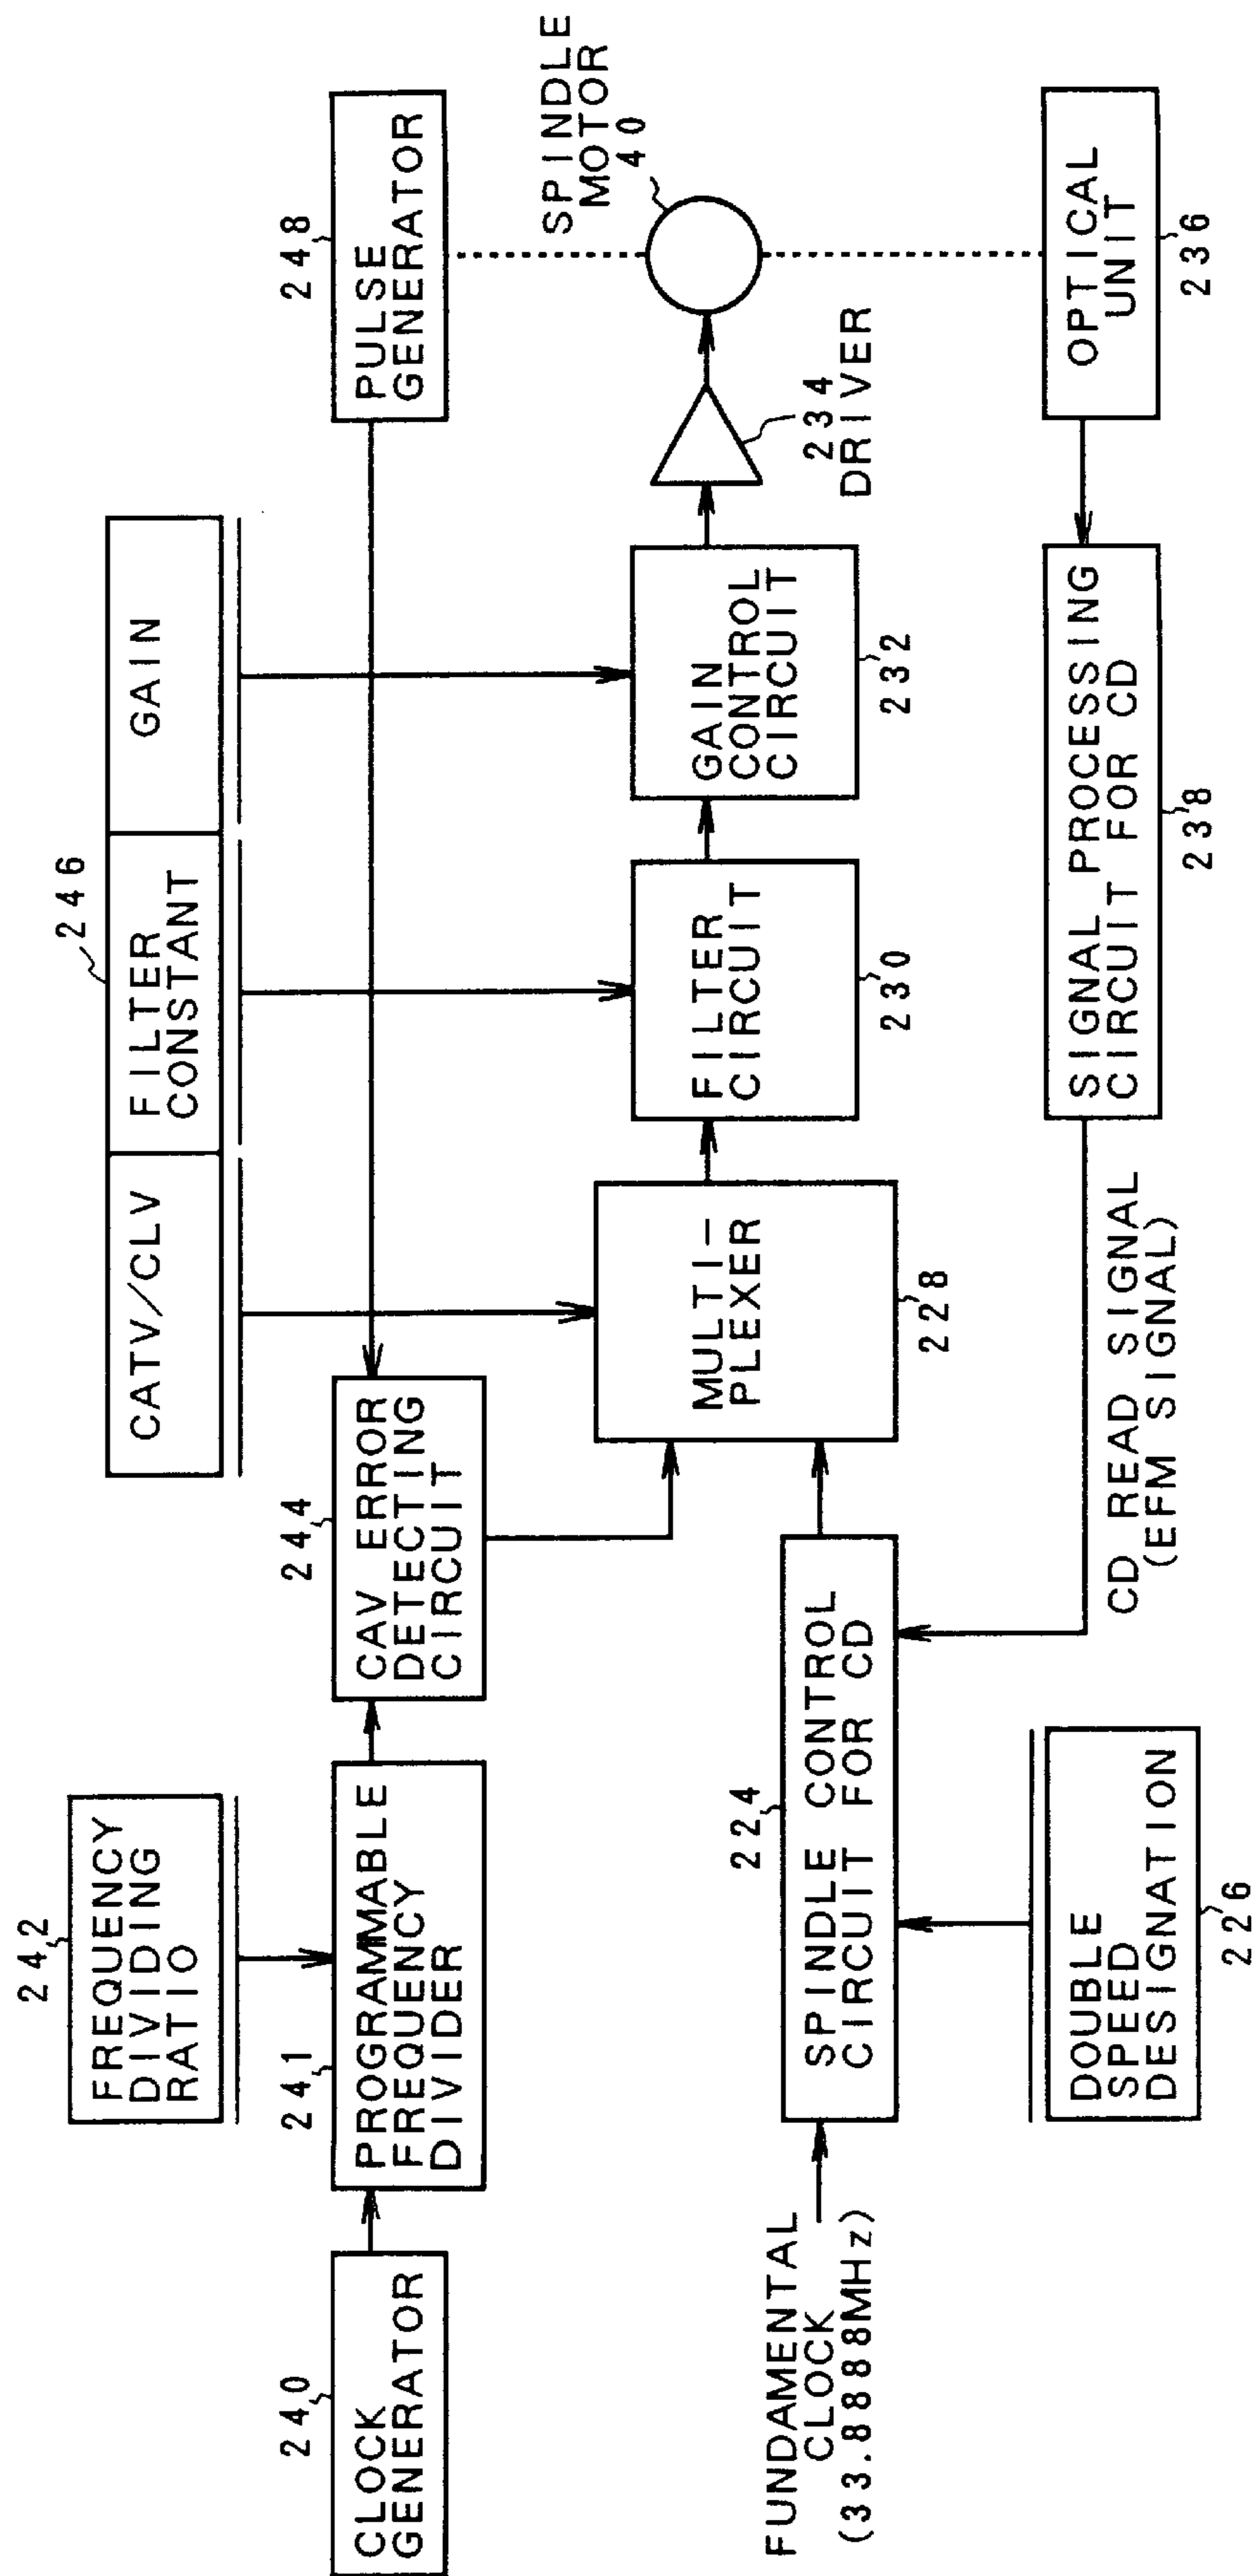 242
FREQUENCY
DIVIDING
RATIO
246
CATV/CLV
FILTER
CONSTANT
GAIN
240
CLOCK
GENERATOR
241
PROGRAMMABLE
FREQUENCY
DIVIDER
244
CAV ERROR
DETECTING
CIRCUIT
248
PULSE
GENERATOR
SPINDLE
MOTOR
40
MULTI-
PLEXER
228
FILTER
CIRCUIT
230
GAIN
CONTROL
CIRCUIT
232
234
DRIVER
FUNDAMENTAL
CLOCK
(33.8888MHz)
224
SPINDLE CONTROL
CIRCUIT FOR CD
DOUBLE
SPEED
DESIGNATION
226
CD READ SIGNAL
(EFM SIGNAL)
SIGNAL PROCESSING
CIRCUIT FOR CD
238
OPTICAL
UNIT
236